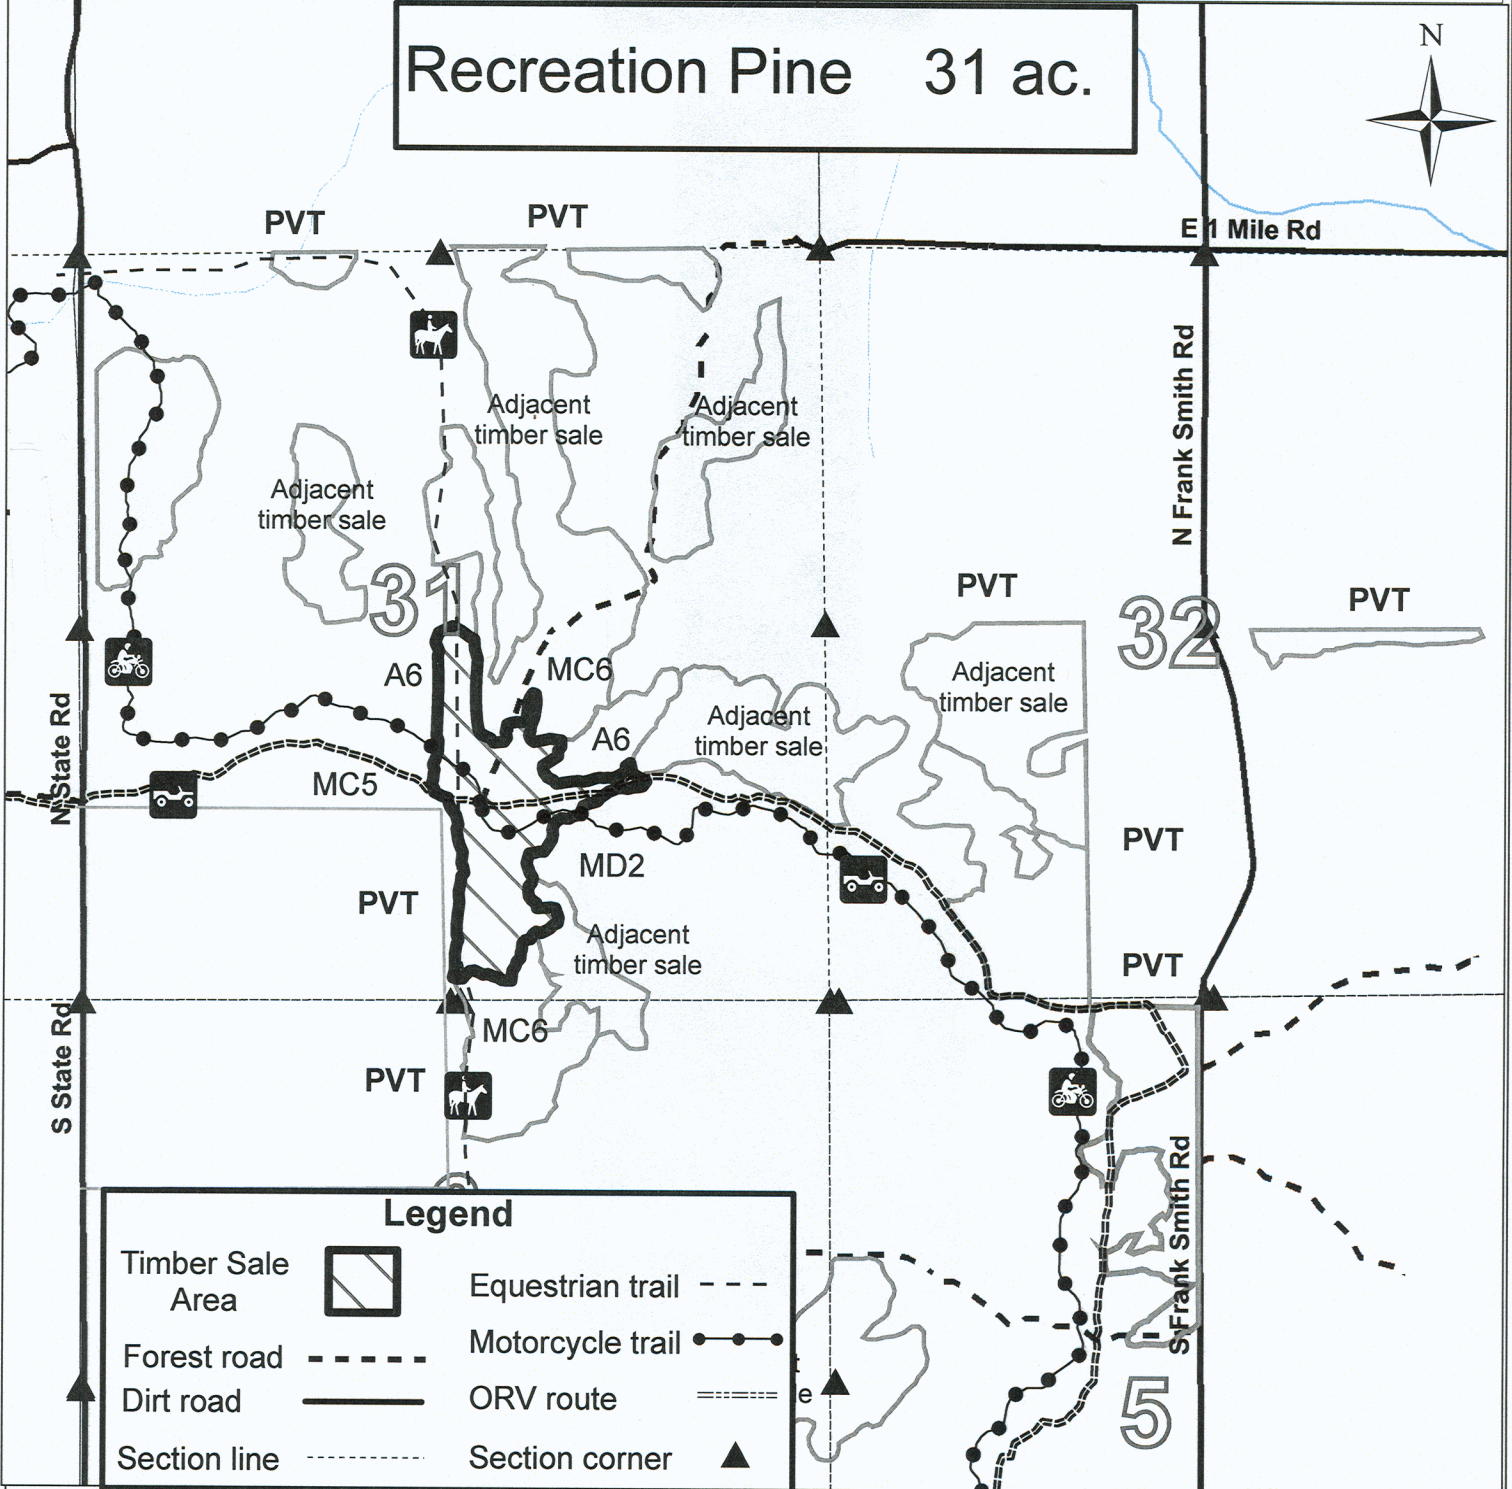 Recreation Pine 31 ac.
N
PVT
PVT
E 1 Mile Rd
N Frank Smith Rd
Adjacent
timber sale
Adjacent
timber sale
Adjacent
timber sale
31
PVT
32
PVT
A6
MC6
Adjacent
timber sale
N State Rd
A6
Adjacent
timber sale
MC5
PVT
MD2
PVT
Adjacent
timber sale
PVT
S State Rd
MC6
PVT
S Frank Smith Rd
Legend
Timber Sale
Area
Forest road
Dirt road
Section line
Equestrian trail
Motorcycle trail
ORV route
Section corner
t
e
5